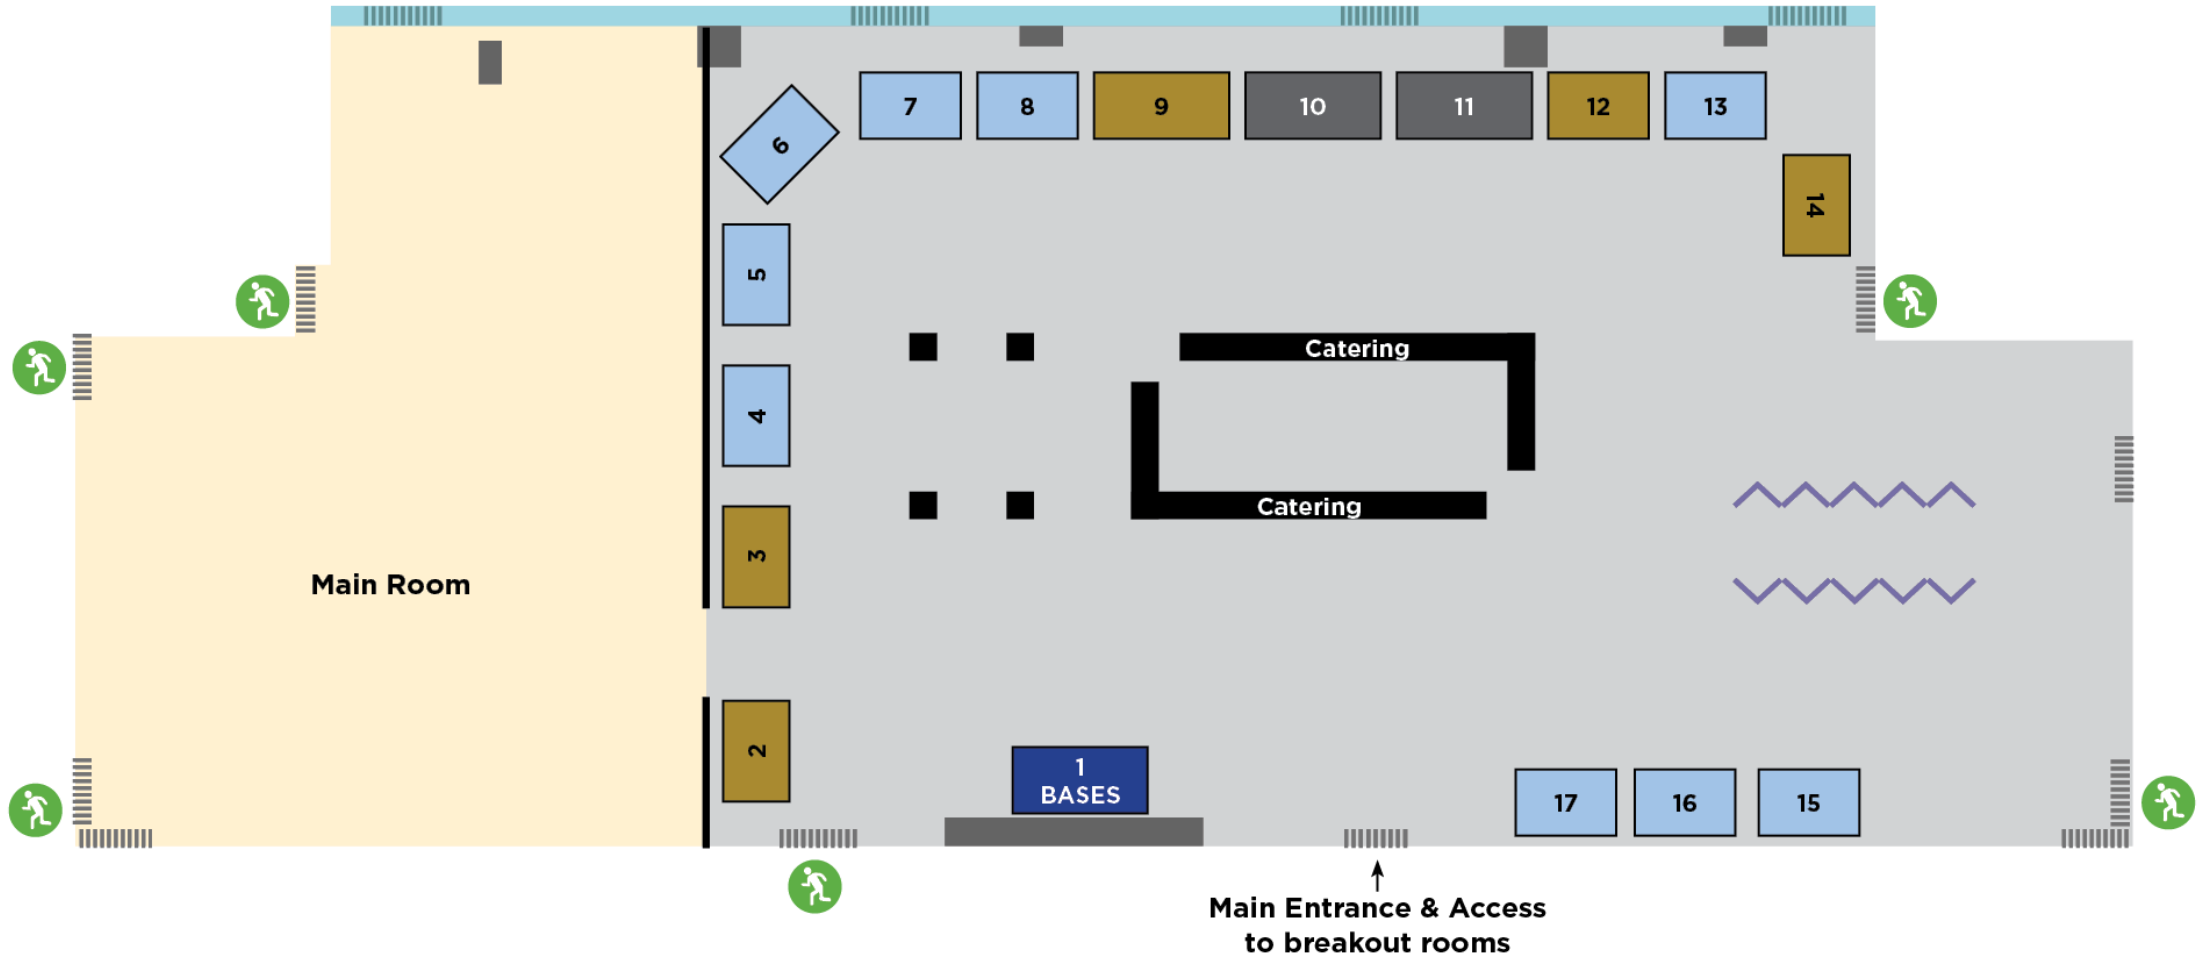 7
8
9
10
11
12
13
6
14
5
Catering
4
Catering
3
Main Room
2
1
BASES
17
16
15
Main Entrance & Access
to breakout rooms